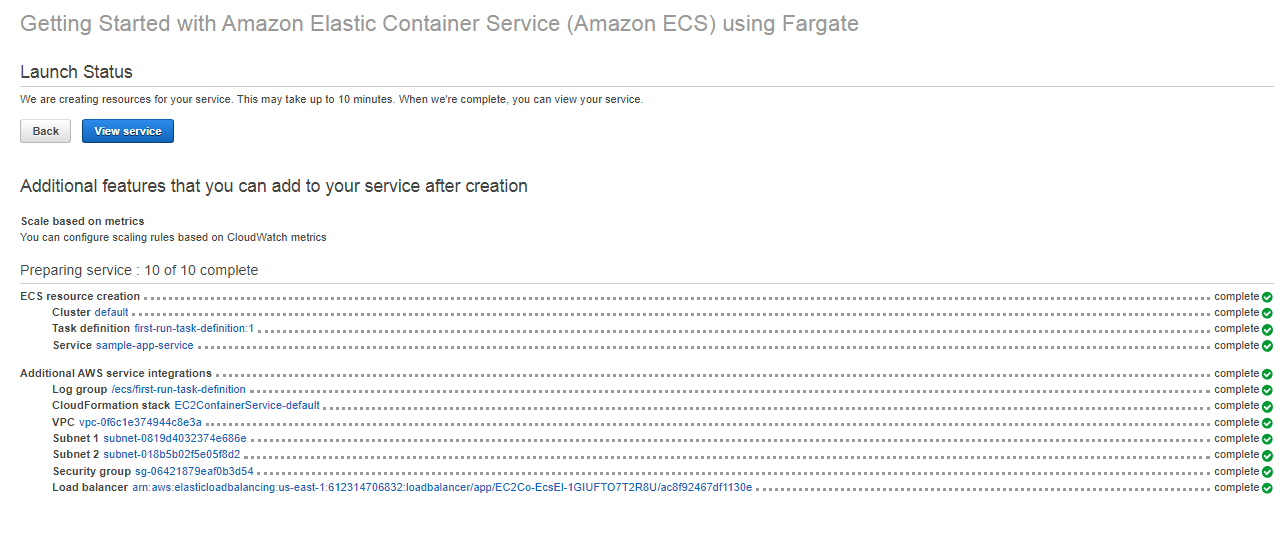 Getting Started with Amazon Elastic Container Service (Amazon ECS) using Fargate
Launch Status
We are creating resources for your service. This may take up to 10 minutes. When we're complete, you can view your service.
Back View service
Additional features that you can add to your service after creation
Scale based on metrics
You can configure scaling rules based on CloudWatch metrics
Preparing service : 10 of 10 complete
ECS resource creation complete
Cluster default complete
Task definition first-run-task-definition:1 complete
Service sample-app-service complete
Additional AWS service integrations complete
Log group /ecs/first-run-task-definition complete
CloudFormation stack EC2ContainerService-default complete
VPC vpc-0f6c1e374944c8e3a complete
Subnet 1 subnet-0819d4032374e686e complete
Subnet 2 subnet-018b5b02f5e05f8d2 complete
Security group sg-06421879eaf0b3d54 complete
Load balancer arn:aws:elasticloadbalancing:us-east-1:612314706832:loadbalancer/app/EC2Co-EcsEl-1GIUFTO7T2R8U/ac8f92467df1130e complete